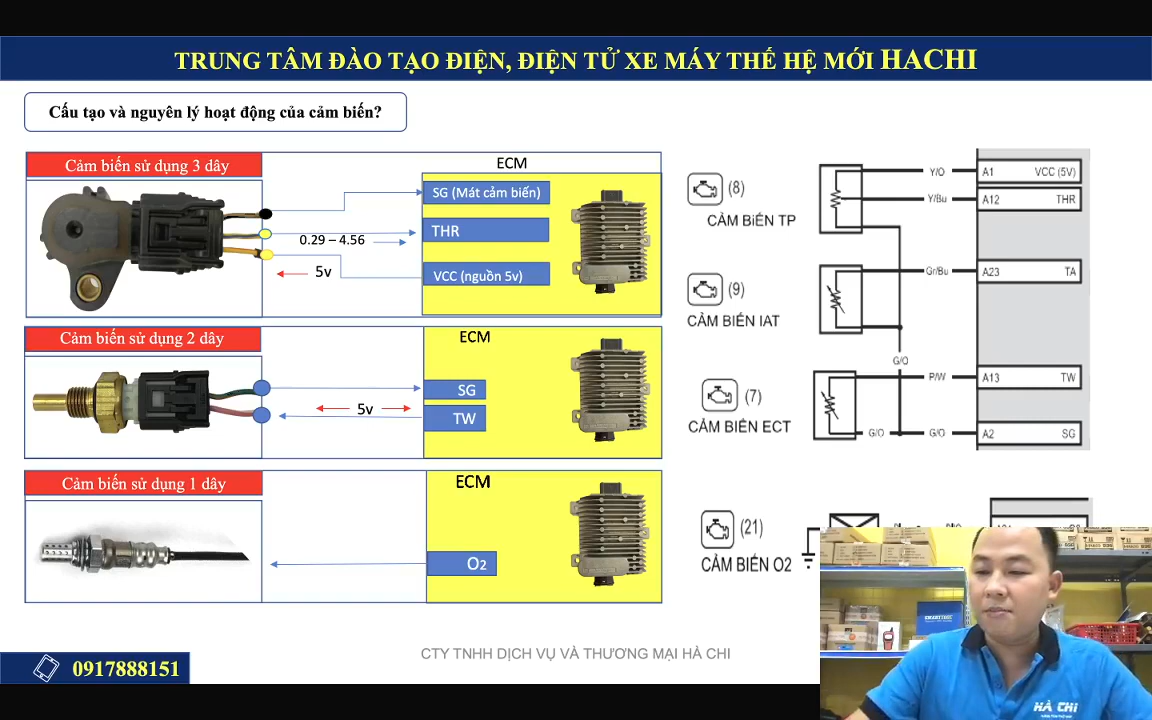 TRUNG TÂM ĐÀO TẠO ĐIỆN, ĐIỆN TỬ XE MÁY THẾ HỆ MỚI HACHI
Cấu tạo và nguyên lý hoạt động của cảm biến?
Cảm biến sử dụng 3 dây
ECM
SG (Mát cảm biến)
THR
0.29 – 4.56
5v
VCC (nguồn 5v)
Cảm biến sử dụng 2 dây
ECM
SG
5v
TW
Cảm biến sử dụng 1 dây
ECM
O2
(8)
CẢM BIẾN TP
Y/O
A1
VCC (5V)
Y/Bu
A12
THR
(9)
CẢM BIẾN IAT
Gr/Bu
A23
TA
G/O
(7)
CẢM BIẾN ECT
P/W
A13
TW
G/O
G/O
A2
SG
(21)
CẢM BIẾN O2
CTY TNHH DỊCH VỤ VÀ THƯƠNG MẠI HÀ CHI
0917888151
HÀ CHI